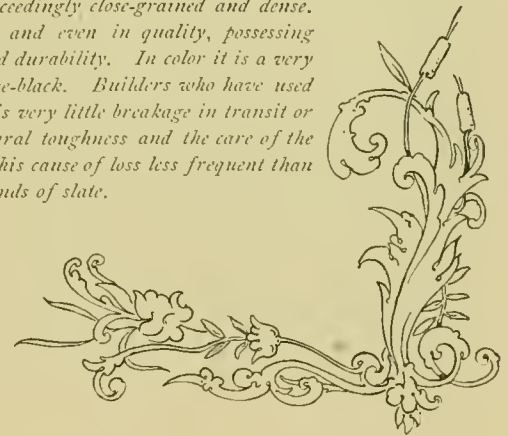 ceedingly close-grained and dense.
and even in quality, possessing
d durability. In color it is a very
e-black. Builders who have used
is very little breakage in transit or
ral toughness and the care of the
his cause of loss less frequent than
nds of slate.